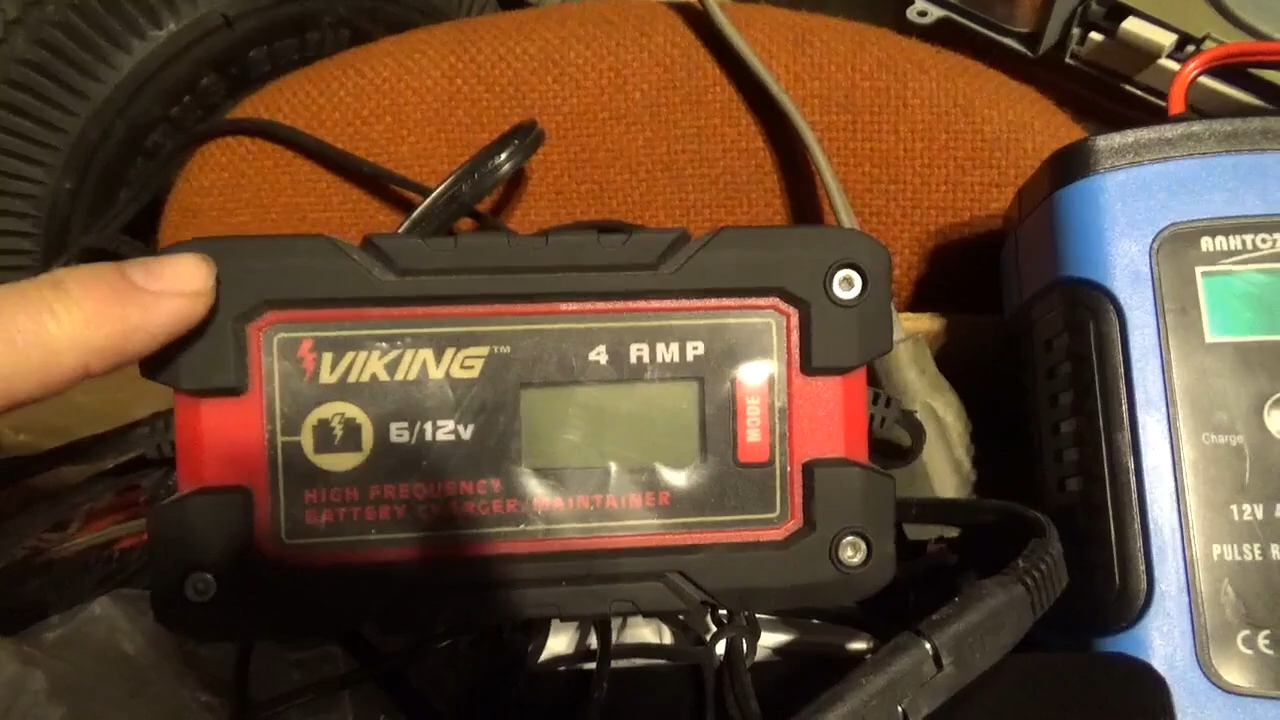 VIKING™
4 AMP
6/12v
MODE
HIGH FREQUENCY
BATTERY CHARGER/MAINTAINER
Charge
12V
PULSE
CE